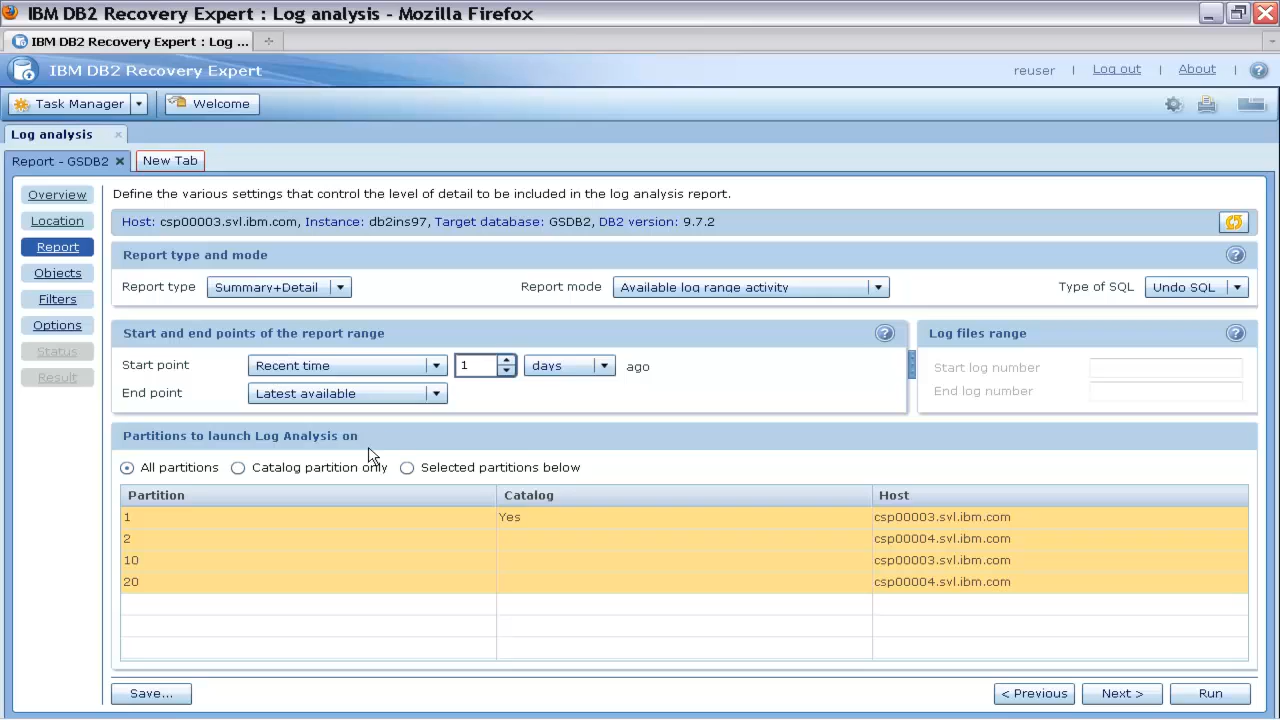 IBM DB2 Recovery Expert : Log analysis - Mozilla Firefox
IBM DB2 Recovery Expert : Log ...
IBM DB2 Recovery Expert reuser | Log out | About | ?
Task Manager Welcome
Log analysis ×
Report - GSDB2 × New Tab
Overview
Location
Report
Objects
Filters
Options
Status
Result
Define the various settings that control the level of detail to be included in the log analysis report.
Host: csp00003.svl.ibm.com, Instance: db2ins97, Target database: GSDB2, DB2 version: 9.7.2
Report type and mode ?
Report type Summary+Detail Report mode Available log range activity Type of SQL Undo SQL
Start and end points of the report range ?
Start point Recent time 1 days ago
End point Latest available
Log files range ?
Start log number
End log number
Partitions to launch Log Analysis on
All partitions Catalog partition only Selected partitions below
Partition Catalog Host
1 Yes csp00003.svl.ibm.com
2 csp00004.svl.ibm.com
10 csp00003.svl.ibm.com
20 csp00004.svl.ibm.com
Save... < Previous Next > Run